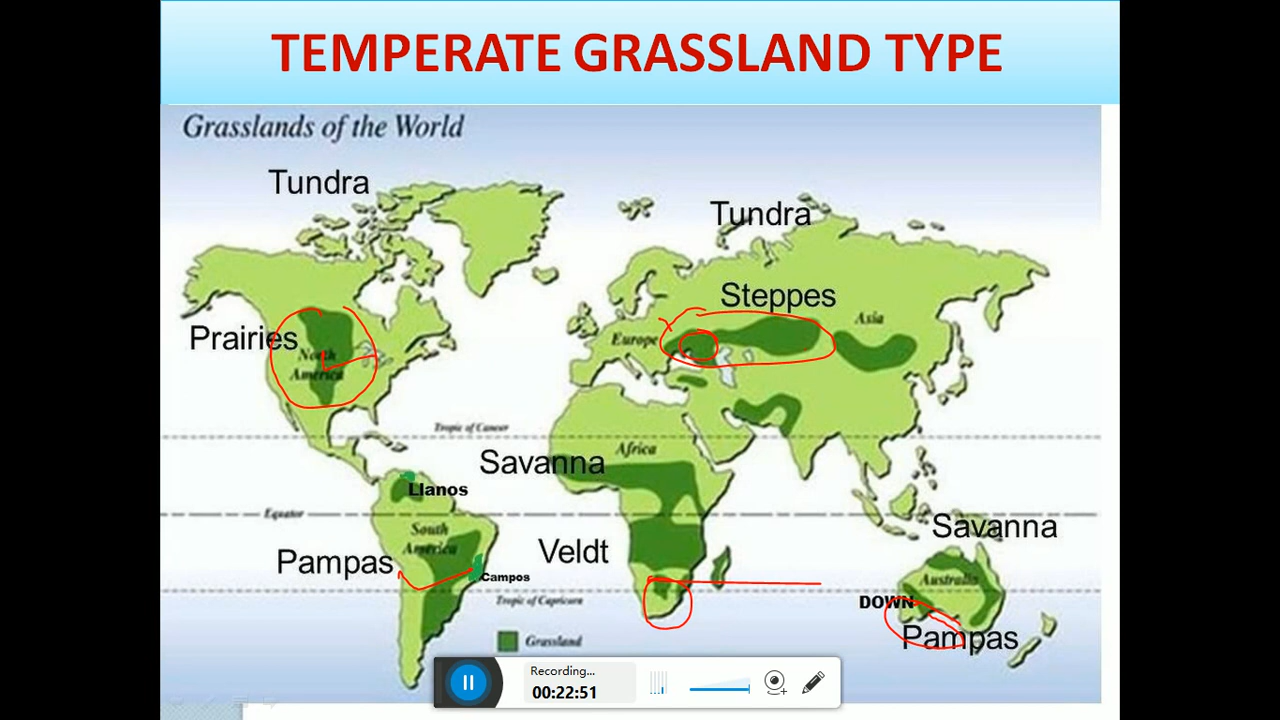 TEMPERATE GRASSLAND TYPE
Grasslands of the World
Tundra
Tundra
Steppes
Asia
Prairies
Europe
North
America
Tropic of Cancer
Africa
Savanna
Llanos
Equator
Savanna
South
America
Pampas
Veldt
Campos
Australia
Tropic of Capricorn
DOWN
Pampas
Grassland
Recording...
00:22:51